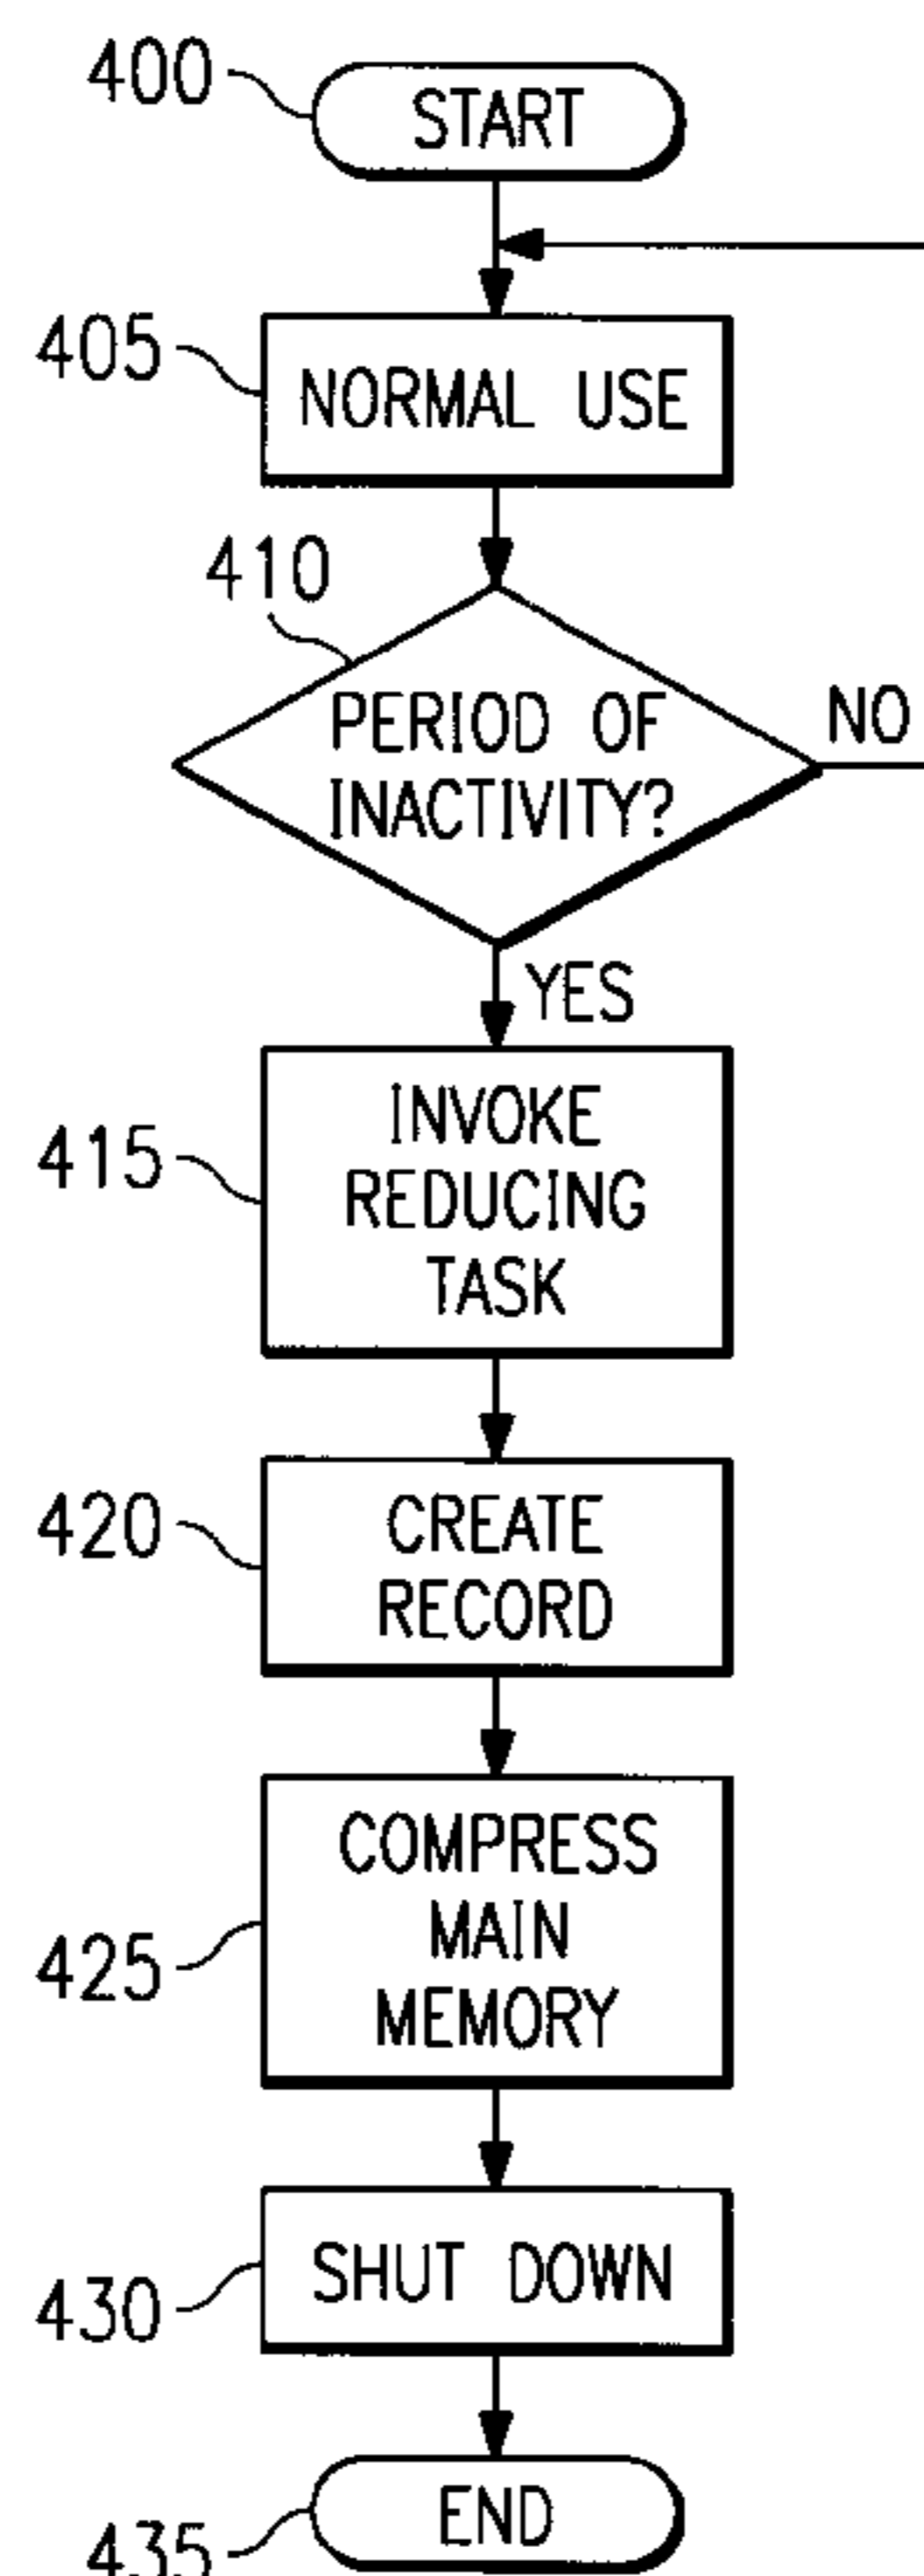 400
START
405
NORMAL USE
410
PERIOD OF
INACTIVITY?
NO
YES
415
INVOKE
REDUCING
TASK
420
CREATE
RECORD
425
COMPRESS
MAIN
MEMORY
430
SHUT DOWN
435
END